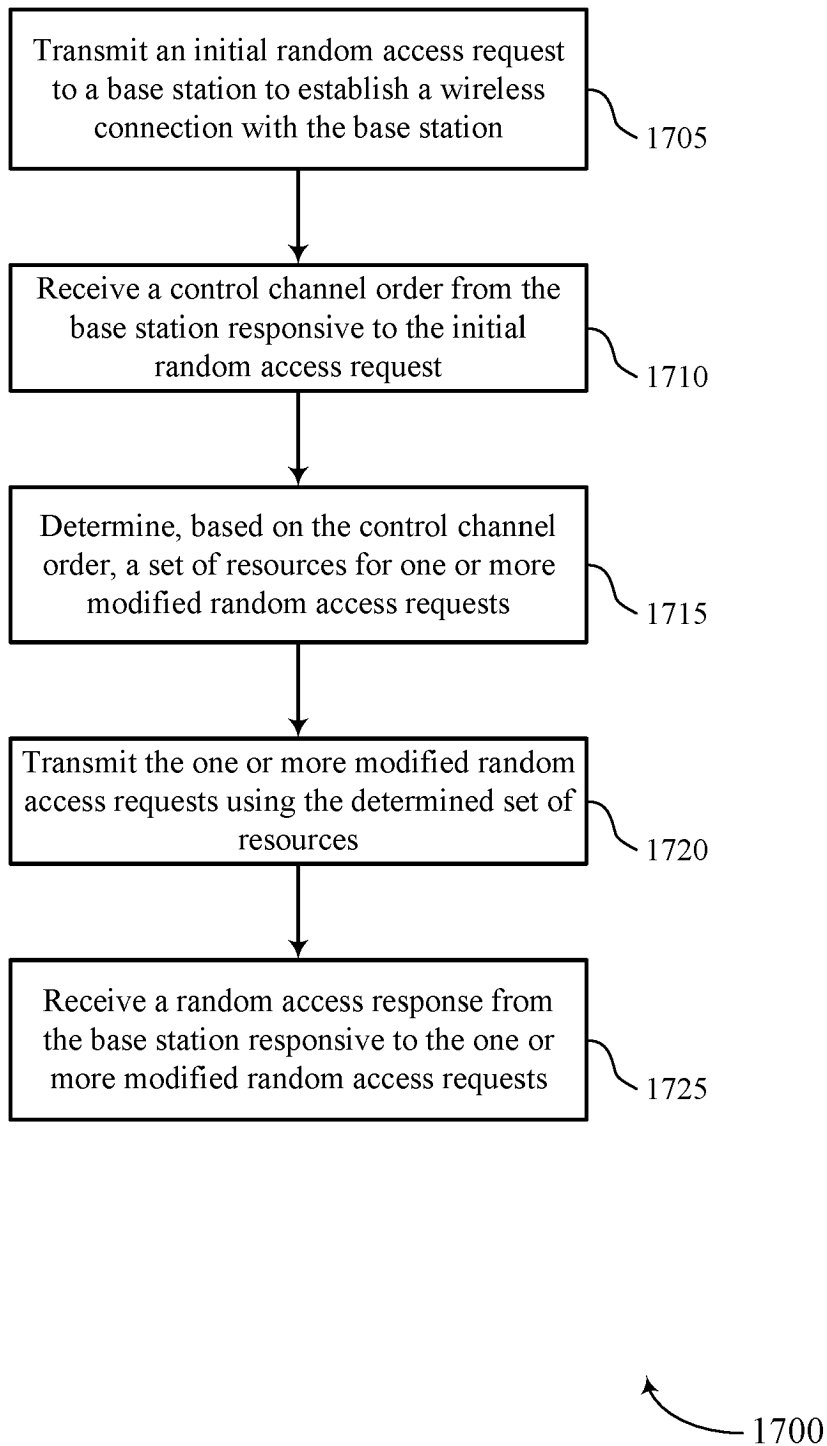 Transmit an initial random access request
to a base station to establish a wireless
connection with the base station
1705
Receive a control channel order from the
base station responsive to the initial
random access request
1710
Determine, based on the control channel
order, a set of resources for one or more
modified random access requests
1715
Transmit the one or more modified random
access requests using the determined set of
resources
1720
Receive a random access response from
the base station responsive to the one or
more modified random access requests
1725
1700